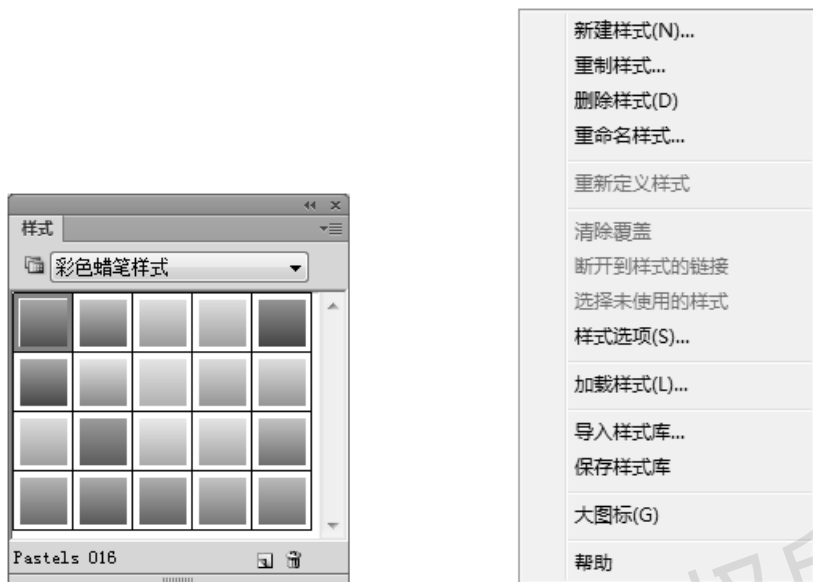 样式
彩色蜡笔样式
Pastels 016
新建样式(N)...
重制样式...
删除样式(D)
重命名样式...
重新定义样式
清除覆盖
断开到样式的链接
选择未使用的样式
样式选项(S)...
加载样式(L)...
导入样式库...
保存样式库
大图标(G)
帮助